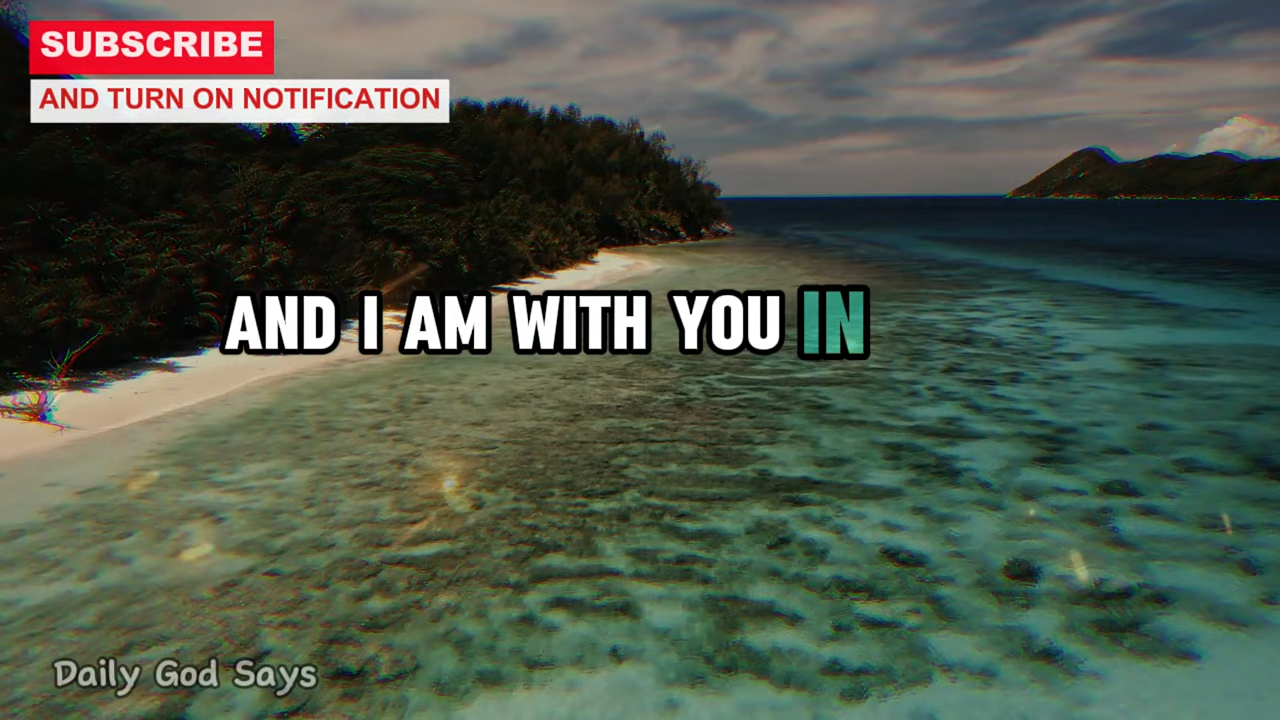 SUBSCRIBE
AND TURN ON NOTIFICATION
AND I AM WITH YOU IN
Daily God Says